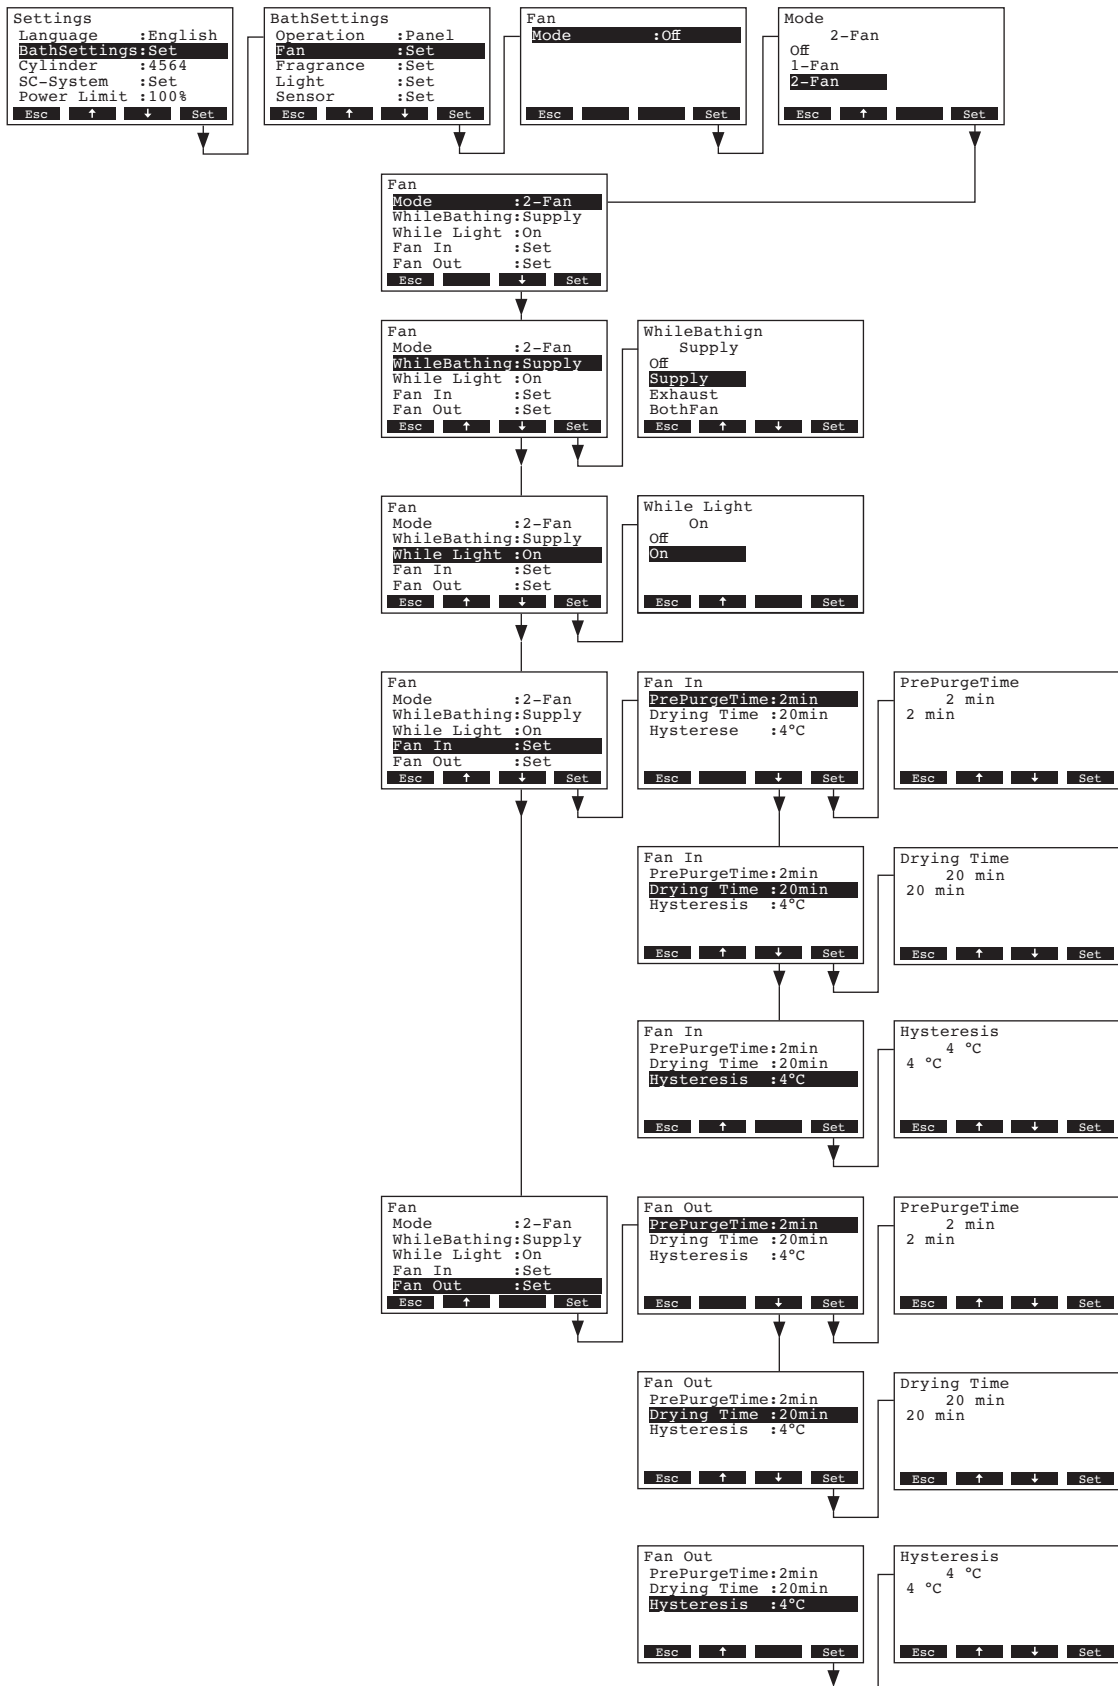 Settings
Language :English
BathSettings:Set
Cylinder :4564
SC-System :Set
Power Limit :100%
Esc ↑ ↓ Set
BathSettings
Operation :Panel
Fan :Set
Fragrance :Set
Light :Set
Sensor :Set
Esc ↑ ↓ Set
Fan
Mode :Off
Esc Set
Mode
2-Fan
Off
1-Fan
2-Fan
Esc ↑ Set
Fan
Mode :2-Fan
WhileBathing:Supply
While Light :On
Fan In :Set
Fan Out :Set
Esc ↓ Set
Fan
Mode :2-Fan
WhileBathing:Supply
While Light :On
Fan In :Set
Fan Out :Set
Esc ↑ ↓ Set
WhileBathign
Supply
Off
Supply
Exhaust
BothFan
Esc ↑ ↓ Set
Fan
Mode :2-Fan
WhileBathing:Supply
While Light :On
Fan In :Set
Fan Out :Set
Esc ↑ ↓ Set
While Light
On
Off
On
Esc ↑ Set
Fan
Mode :2-Fan
WhileBathing:Supply
While Light :On
Fan In :Set
Fan Out :Set
Esc ↑ ↓ Set
Fan In
PrePurgeTime:2min
Drying Time :20min
Hysterese :4°C
Esc ↓ Set
PrePurgeTime
2 min
2 min
Esc ↑ ↓ Set
Fan In
PrePurgeTime:2min
Drying Time :20min
Hysteresis :4°C
Esc ↑ ↓ Set
Drying Time
20 min
20 min
Esc ↑ ↓ Set
Fan In
PrePurgeTime:2min
Drying Time :20min
Hysteresis :4°C
Esc ↑ Set
Hysteresis
4 °C
4 °C
Esc ↑ ↓ Set
Fan
Mode :2-Fan
WhileBathing:Supply
While Light :On
Fan In :Set
Fan Out :Set
Esc ↑ Set
Fan Out
PrePurgeTime:2min
Drying Time :20min
Hysteresis :4°C
Esc ↓ Set
PrePurgeTime
2 min
2 min
Esc ↑ ↓ Set
Fan Out
PrePurgeTime:2min
Drying Time :20min
Hysteresis :4°C
Esc ↑ ↓ Set
Drying Time
20 min
20 min
Esc ↑ ↓ Set
Fan Out
PrePurgeTime:2min
Drying Time :20min
Hysteresis :4°C
Esc ↑ Set
Hysteresis
4 °C
4 °C
Esc ↑ ↓ Set